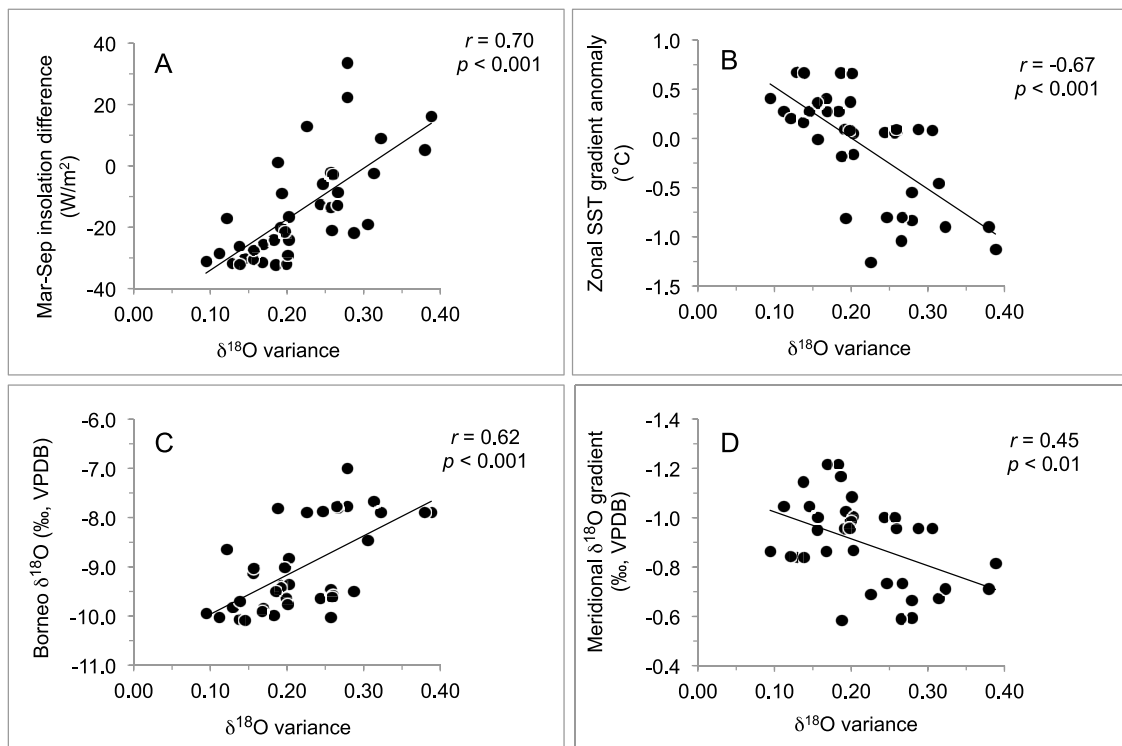 A
r = 0.70
p < 0.001
Mar-Sep insolation difference
(W/m²)
40
20
0
-20
-40
0.00 0.10 0.20 0.30 0.40
δ¹⁸O variance
B
r = -0.67
p < 0.001
Zonal SST gradient anomaly
(°C)
1.0
0.5
0.0
-0.5
-1.0
-1.5
0.00 0.10 0.20 0.30 0.40
δ¹⁸O variance
C
r = 0.62
p < 0.001
Borneo δ¹⁸O (‰, VPDB)
-6.0
-7.0
-8.0
-9.0
-10.0
-11.0
0.00 0.10 0.20 0.30 0.40
δ¹⁸O variance
D
r = 0.45
p < 0.01
Meridional δ¹⁸O gradient
(‰, VPDB)
-1.4
-1.2
-1.0
-0.8
-0.6
-0.4
0.00 0.10 0.20 0.30 0.40
δ¹⁸O variance